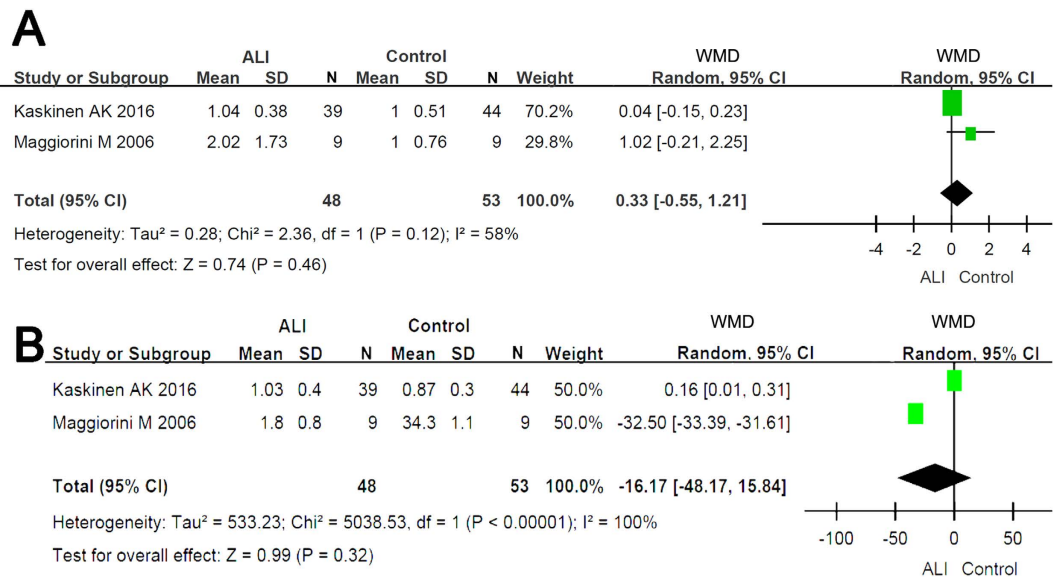 A
ALI Control WMD WMD
Study or Subgroup Mean SD N Mean SD N Weight Random, 95% CI Random, 95% CI
Kaskinen AK 2016 1.04 0.38 39 1 0.51 44 70.2% 0.04 [-0.15, 0.23]
Maggiorini M 2006 2.02 1.73 9 1 0.76 9 29.8% 1.02 [-0.21, 2.25]
Total (95% CI) 48 53 100.0% 0.33 [-0.55, 1.21]
Heterogeneity: Tau² = 0.28; Chi² = 2.36, df = 1 (P = 0.12); I² = 58%
Test for overall effect: Z = 0.74 (P = 0.46)
-4 -2 0 2 4
ALI Control
B
ALI Control WMD WMD
Study or Subgroup Mean SD N Mean SD N Weight Random, 95% CI Random, 95% CI
Kaskinen AK 2016 1.03 0.4 39 0.87 0.3 44 50.0% 0.16 [0.01, 0.31]
Maggiorini M 2006 1.8 0.8 9 34.3 1.1 9 50.0% -32.50 [-33.39, -31.61]
Total (95% CI) 48 53 100.0% -16.17 [-48.17, 15.84]
Heterogeneity: Tau² = 533.23; Chi² = 5038.53, df = 1 (P < 0.00001); I² = 100%
Test for overall effect: Z = 0.99 (P = 0.32)
-100 -50 0 50
ALI Control